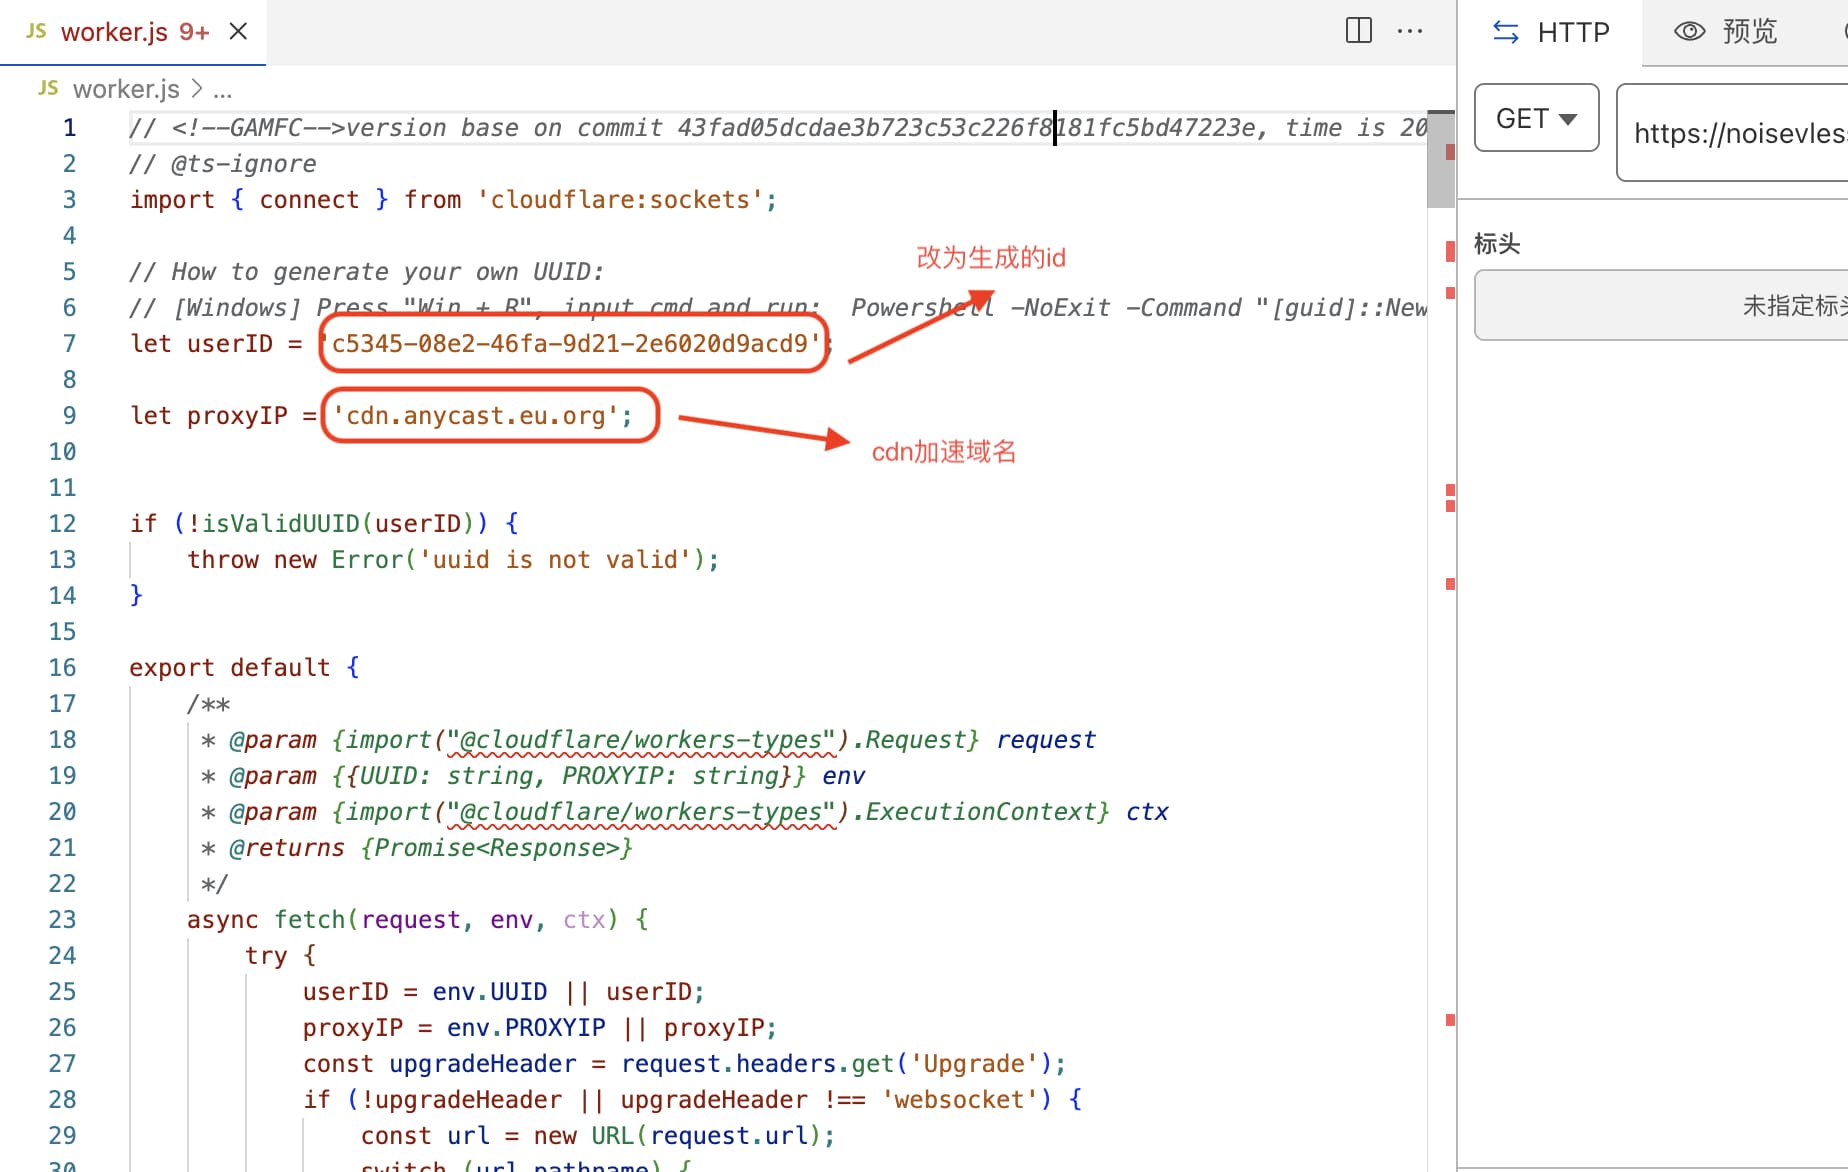 JS worker.js 9+
JS worker.js > ...
HTTP
预览
GET
https://noisevless
标头
未指定标头
1 // <!--GAMFC-->version base on commit 43fad05dcdae3b723c53c226f8181fc5bd47223e, time is 20
2 // @ts-ignore
3 import { connect } from 'cloudflare:sockets';
4
5 // How to generate your own UUID:
改为生成的id
6 // [Windows] Press "Win + R", input cmd and run:  Powershell -NoExit -Command "[guid]::New
7 let userID = 'c5345-08e2-46fa-9d21-2e6020d9acd9';
8
9 let proxyIP = 'cdn.anycast.eu.org';
cdn加速域名
10
11
12 if (!isValidUUID(userID)) {
13     throw new Error('uuid is not valid');
14 }
15
16 export default {
17     /**
18      * @param {import("@cloudflare/workers-types").Request} request
19      * @param {{UUID: string, PROXYIP: string}} env
20      * @param {import("@cloudflare/workers-types").ExecutionContext} ctx
21      * @returns {Promise<Response>}
22      */
23     async fetch(request, env, ctx) {
24         try {
25             userID = env.UUID || userID;
26             proxyIP = env.PROXYIP || proxyIP;
27             const upgradeHeader = request.headers.get('Upgrade');
28             if (!upgradeHeader || upgradeHeader !== 'websocket') {
29                 const url = new URL(request.url);
30                 switch (url.pathname) {